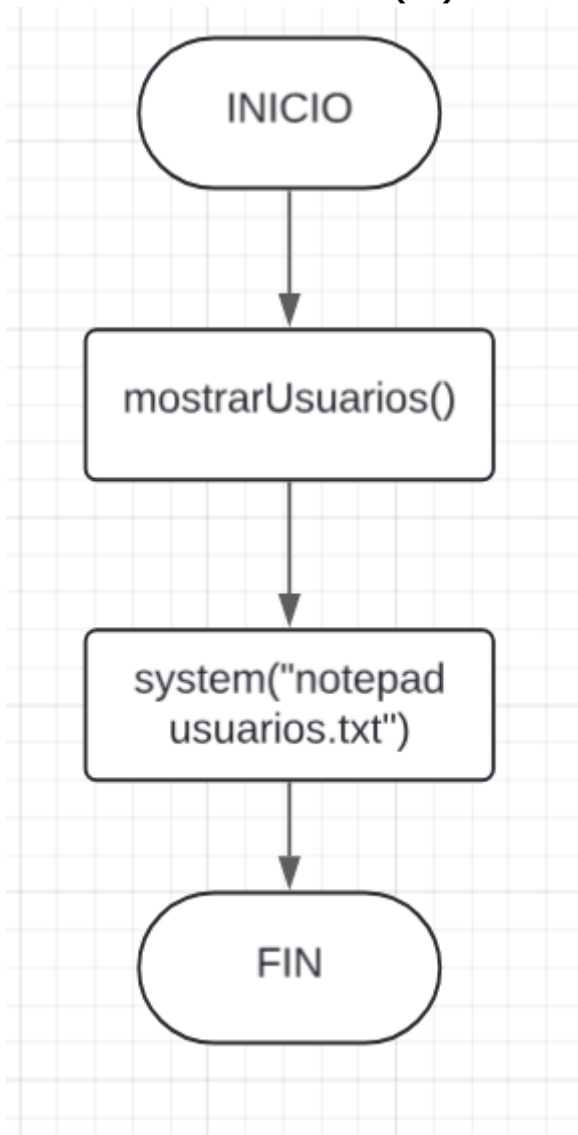 INICIO
mostrarUsuarios()
system("notepad
usuarios.txt")
FIN